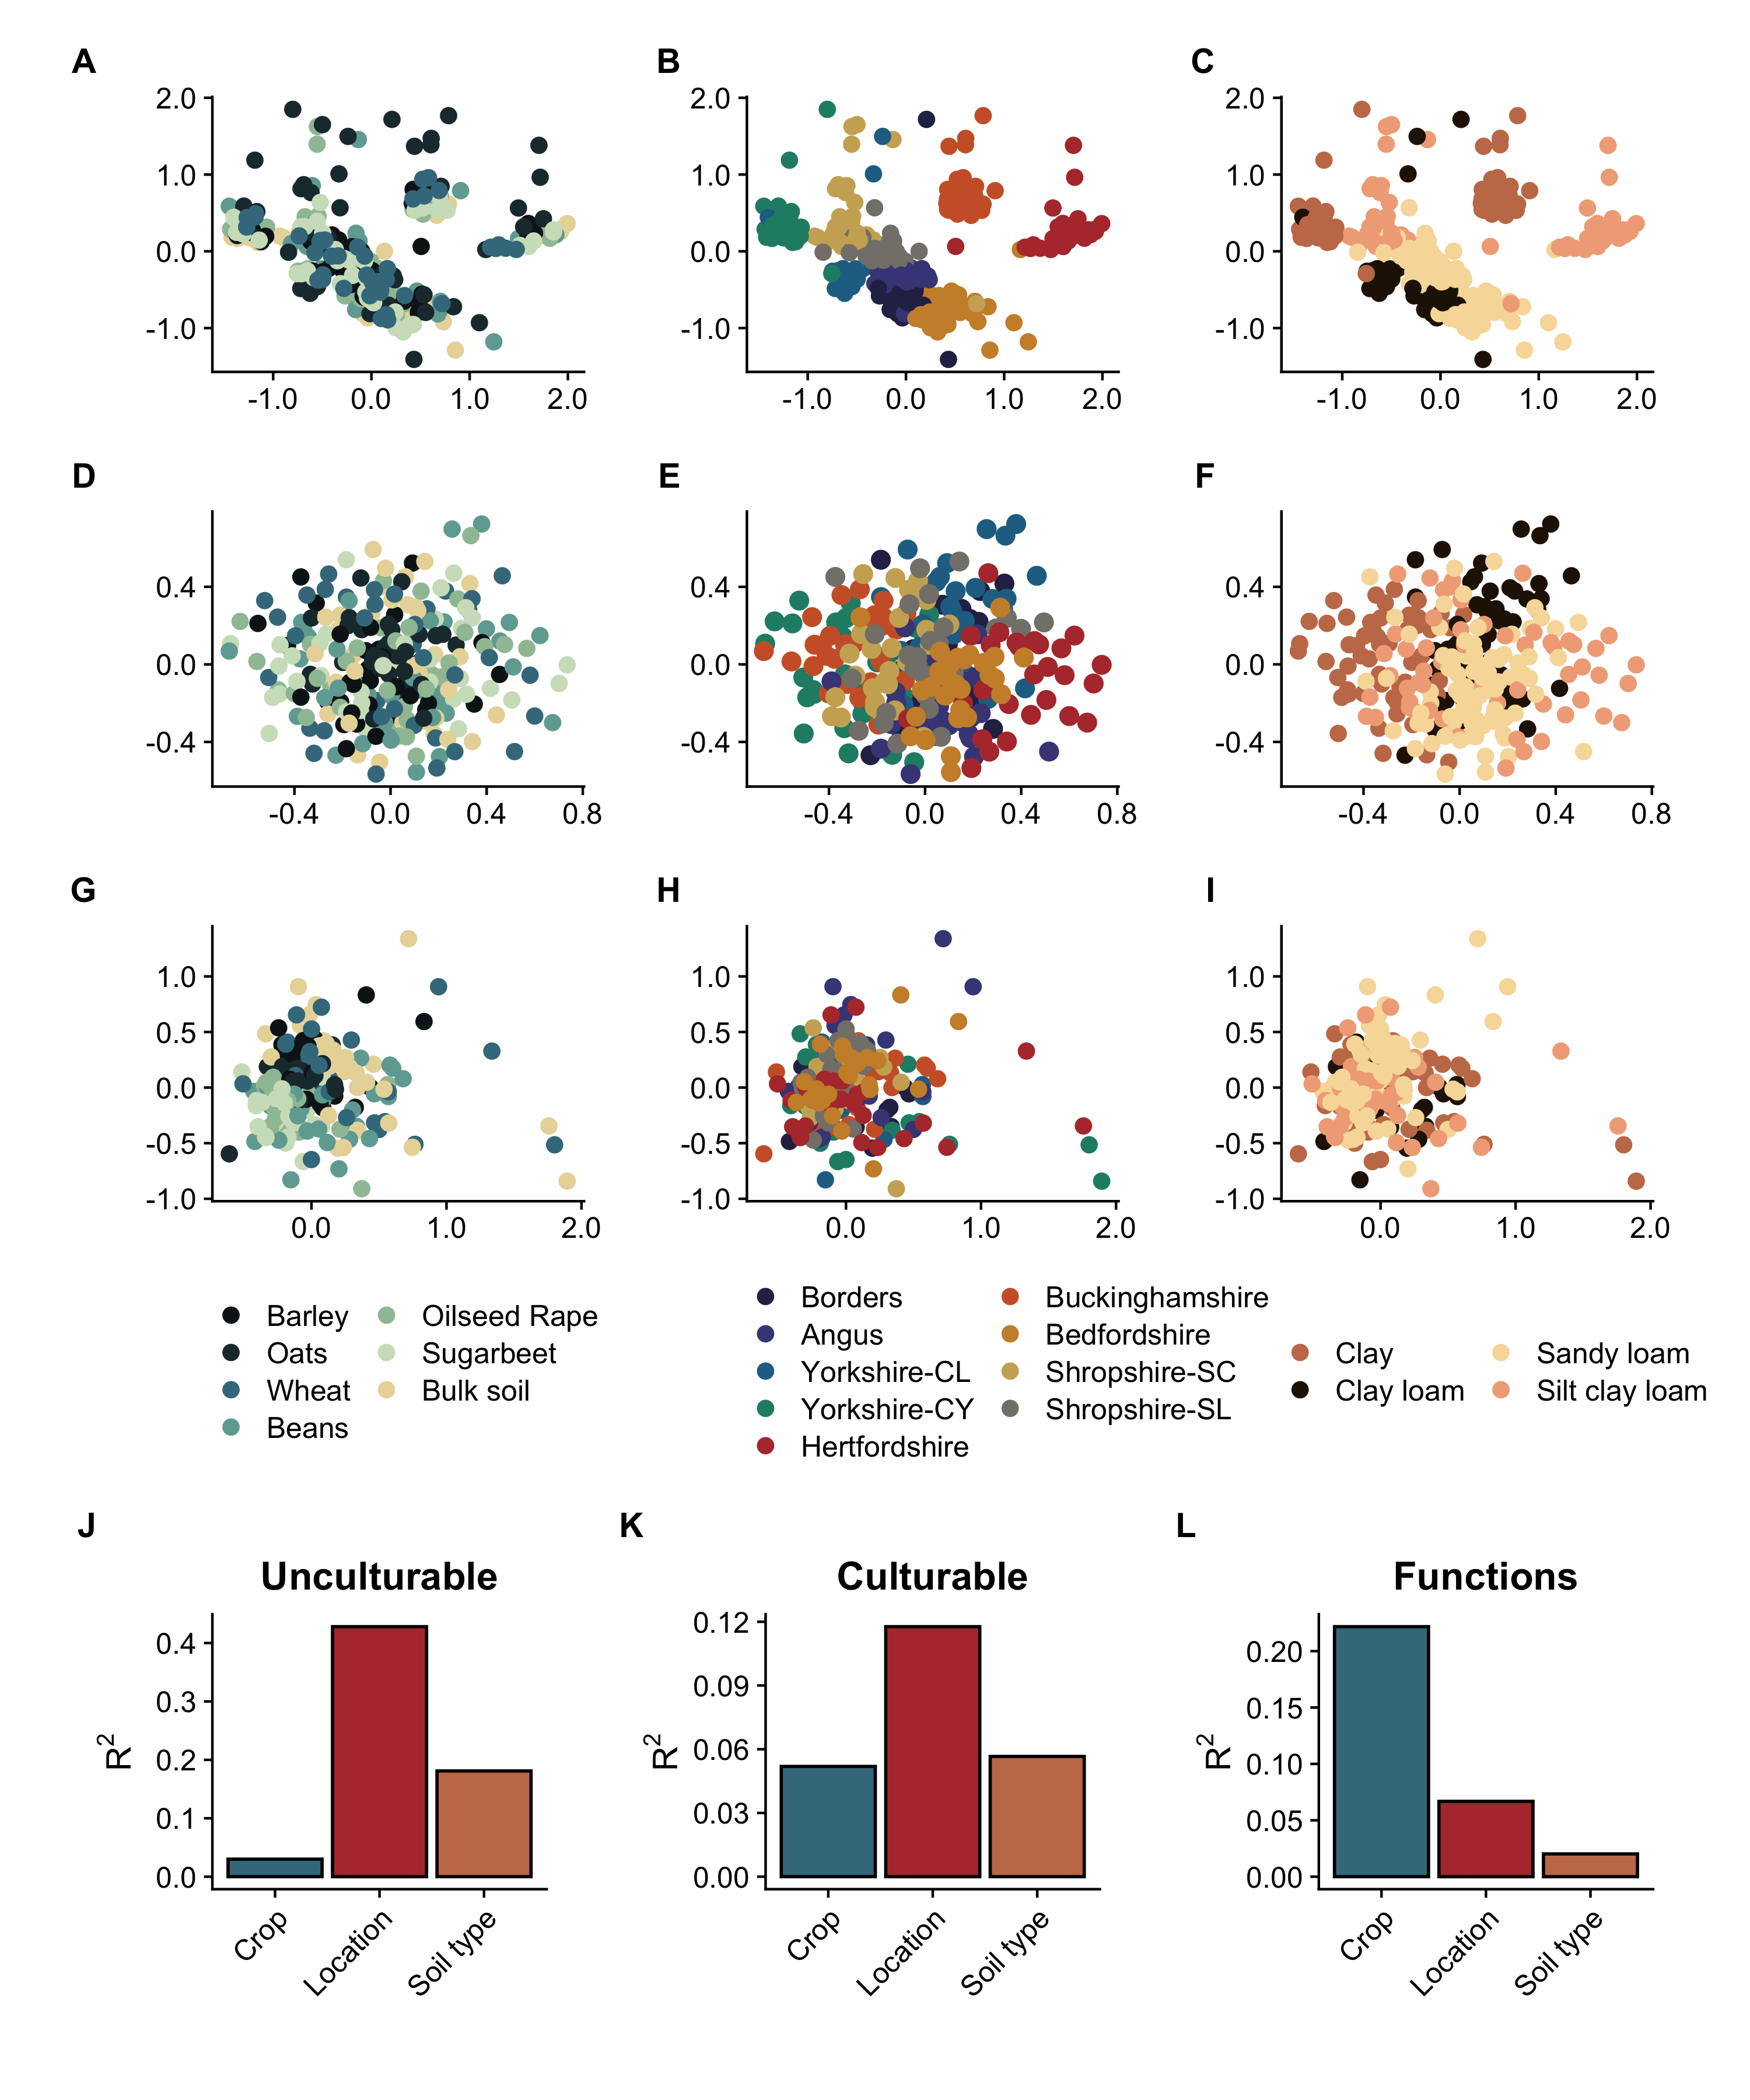 A B C
2.0 2.0 2.0
1.0 1.0 1.0
0.0 0.0 0.0
-1.0 -1.0 -1.0
-1.0 0.0 1.0 2.0 -1.0 0.0 1.0 2.0 -1.0 0.0 1.0 2.0
D E F
0.4 0.4 0.4
0.0 0.0 0.0
-0.4 -0.4 -0.4
-0.4 0.0 0.4 0.8 -0.4 0.0 0.4 0.8 -0.4 0.0 0.4 0.8
G H I
1.0 1.0 1.0
0.5 0.5 0.5
0.0 0.0 0.0
-0.5 -0.5 -0.5
-1.0 -1.0 -1.0
0.0 1.0 2.0 0.0 1.0 2.0 0.0 1.0 2.0
Barley Oilseed Rape
Oats Sugarbeet
Wheat Bulk soil
Beans
Borders Buckinghamshire
Angus Bedfordshire
Yorkshire-CL Shropshire-SC
Yorkshire-CY Shropshire-SL
Hertfordshire
Clay Sandy loam
Clay loam Silt clay loam
J K L
Unculturable
R2
0.4
0.3
0.2
0.1
0.0
Crop Location Soil type
Culturable
R2
0.12
0.09
0.06
0.03
0.00
Crop Location Soil type
Functions
R2
0.20
0.15
0.10
0.05
0.00
Crop Location Soil type